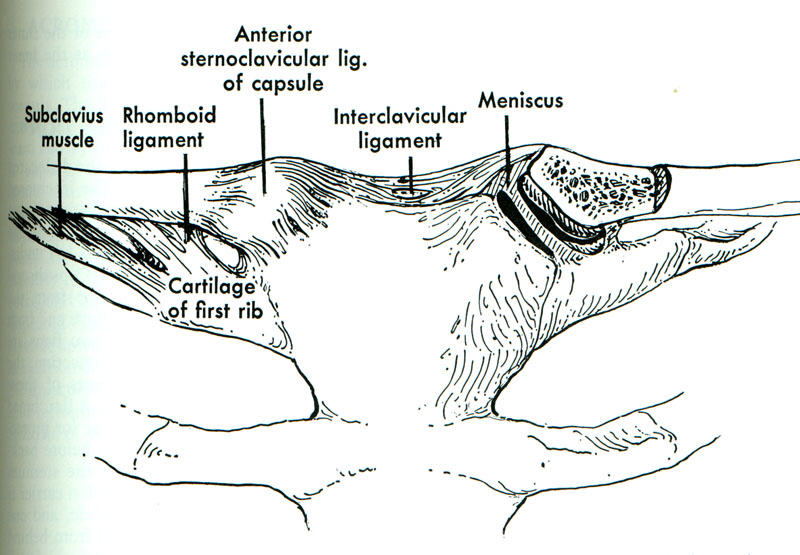 Anterior
sternoclavicular lig.
of capsule
Subclavius
muscle
Rhomboid
ligament
Interclavicular
ligament
Meniscus
Cartilage
of first rib